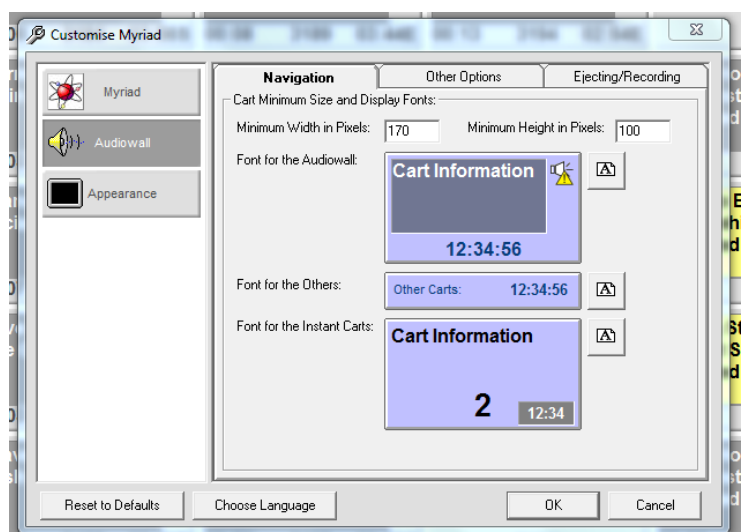 Customise Myriad
Myriad
Audiowall
Appearance
Navigation
Other Options
Ejecting/Recording
Cart Minimum Size and Display Fonts:
Minimum Width in Pixels: 170
Minimum Height in Pixels: 100
Font for the Audiowall:
Cart Information
12:34:56
Font for the Others:
Other Carts: 12:34:56
Font for the Instant Carts:
Cart Information
2 12:34
Reset to Defaults
Choose Language
OK
Cancel